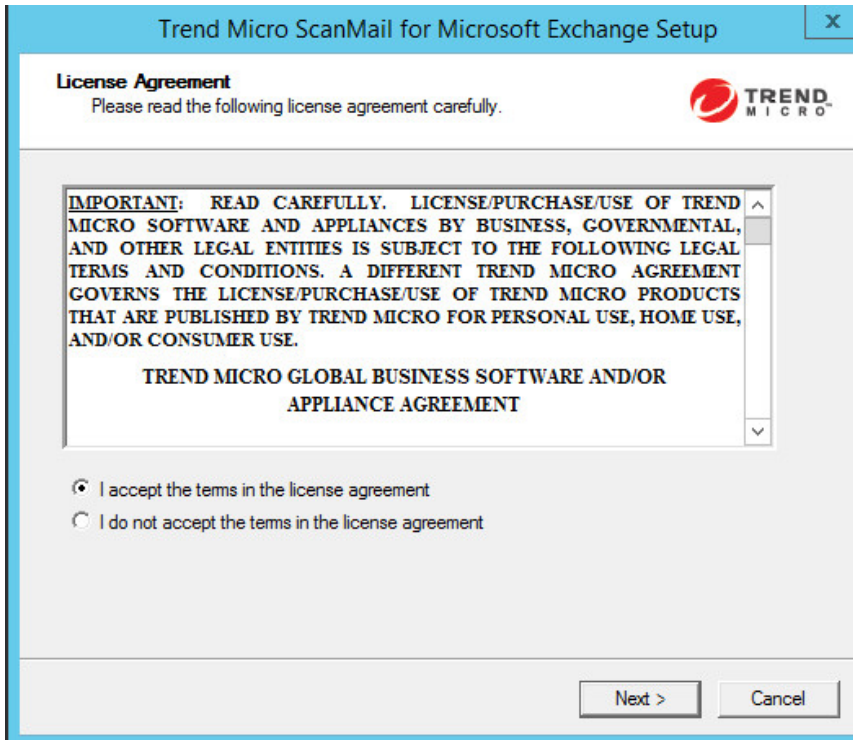 Trend Micro ScanMail for Microsoft Exchange Setup
x
License Agreement
Please read the following license agreement carefully.
TREND
MICRO™
IMPORTANT: READ CAREFULLY. LICENSE/PURCHASE/USE OF TREND
MICRO SOFTWARE AND APPLIANCES BY BUSINESS, GOVERNMENTAL,
AND OTHER LEGAL ENTITIES IS SUBJECT TO THE FOLLOWING LEGAL
TERMS AND CONDITIONS. A DIFFERENT TREND MICRO AGREEMENT
GOVERNS THE LICENSE/PURCHASE/USE OF TREND MICRO PRODUCTS
THAT ARE PUBLISHED BY TREND MICRO FOR PERSONAL USE, HOME USE,
AND/OR CONSUMER USE.
TREND MICRO GLOBAL BUSINESS SOFTWARE AND/OR
APPLIANCE AGREEMENT
I accept the terms in the license agreement
I do not accept the terms in the license agreement
Next >
Cancel